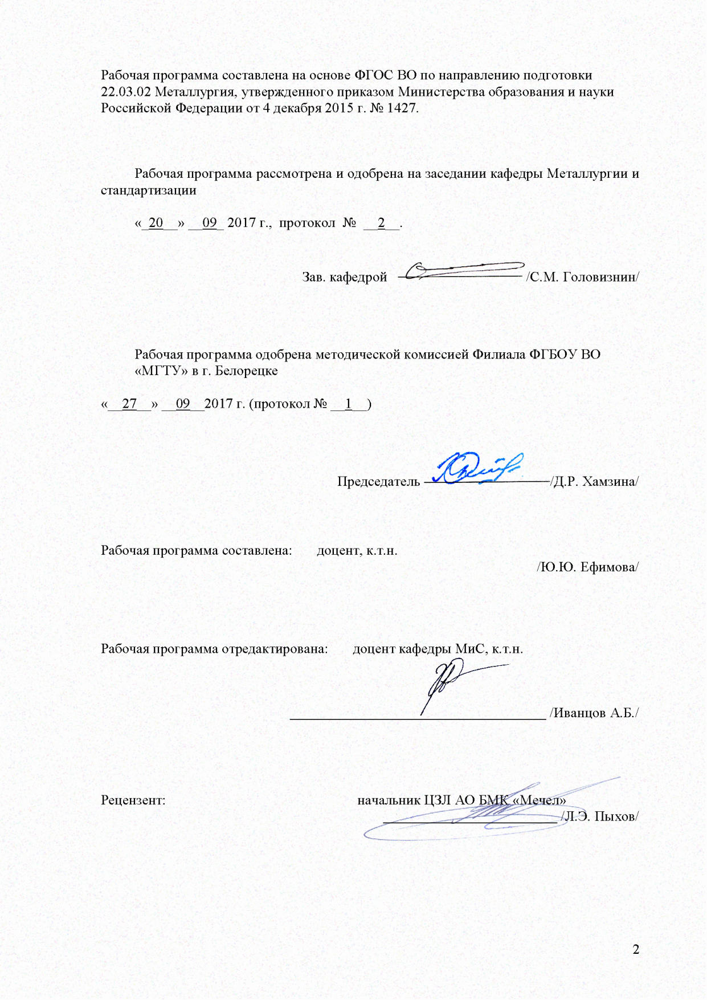 Рабочая программа составлена на основе ФГОС ВО по направлению подготовки
22.03.02 Металлургия, утвержденного приказом Министерства образования и науки
Российской Федерации от 4 декабря 2015 г. № 1427.
Рабочая программа рассмотрена и одобрена на заседании кафедры Металлургии и
стандартизации
«_20__» __09_ 2017 г., протокол № __2__.
Зав. кафедрой /С.М. Головизнин/
Рабочая программа одобрена методической комиссией Филиала ФГБОУ ВО
«МГТУ» в г. Белорецке
«__27__» __09__2017 г. (протокол № __1__)
Председатель /Д.Р. Хамзина/
Рабочая программа составлена: доцент, к.т.н.
/Ю.Ю. Ефимова/
Рабочая программа отредактирована: доцент кафедры МиС, к.т.н.
/Иванцов А.Б./
Рецензент: начальник ЦЗЛ АО БМК «Мечел»
/Л.Э. Пыхов/
2